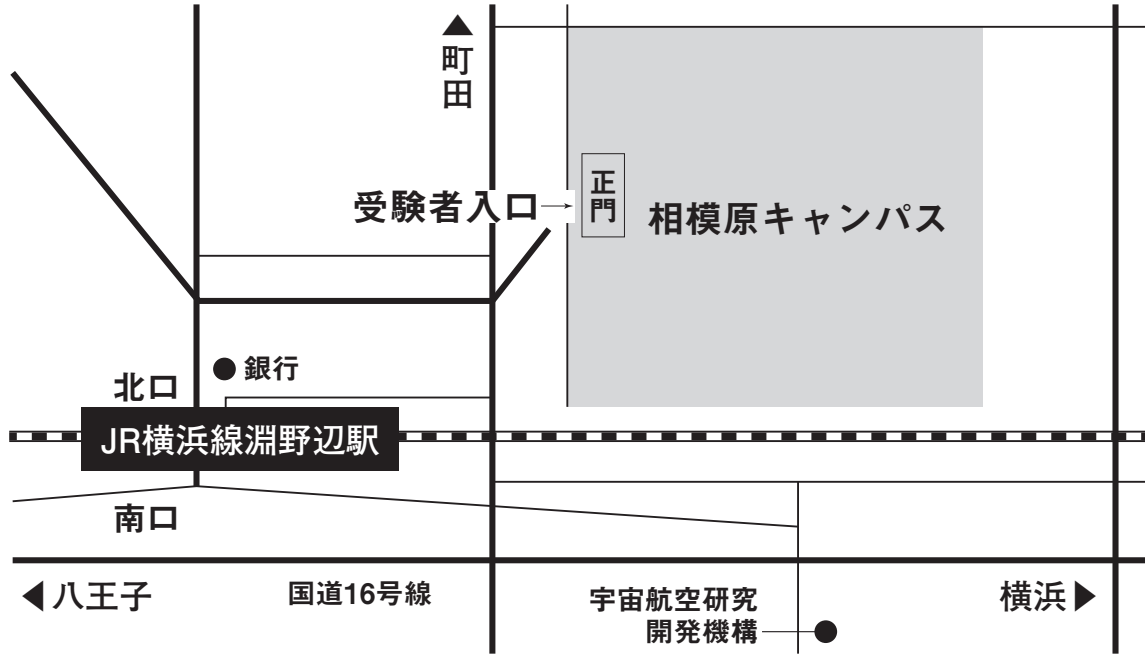 ▲
町田
受験者入口
正門
相模原キャンパス
銀行
北口
JR横浜線淵野辺駅
南口
◀八王子
国道16号線
宇宙航空研究
開発機構
横浜▶